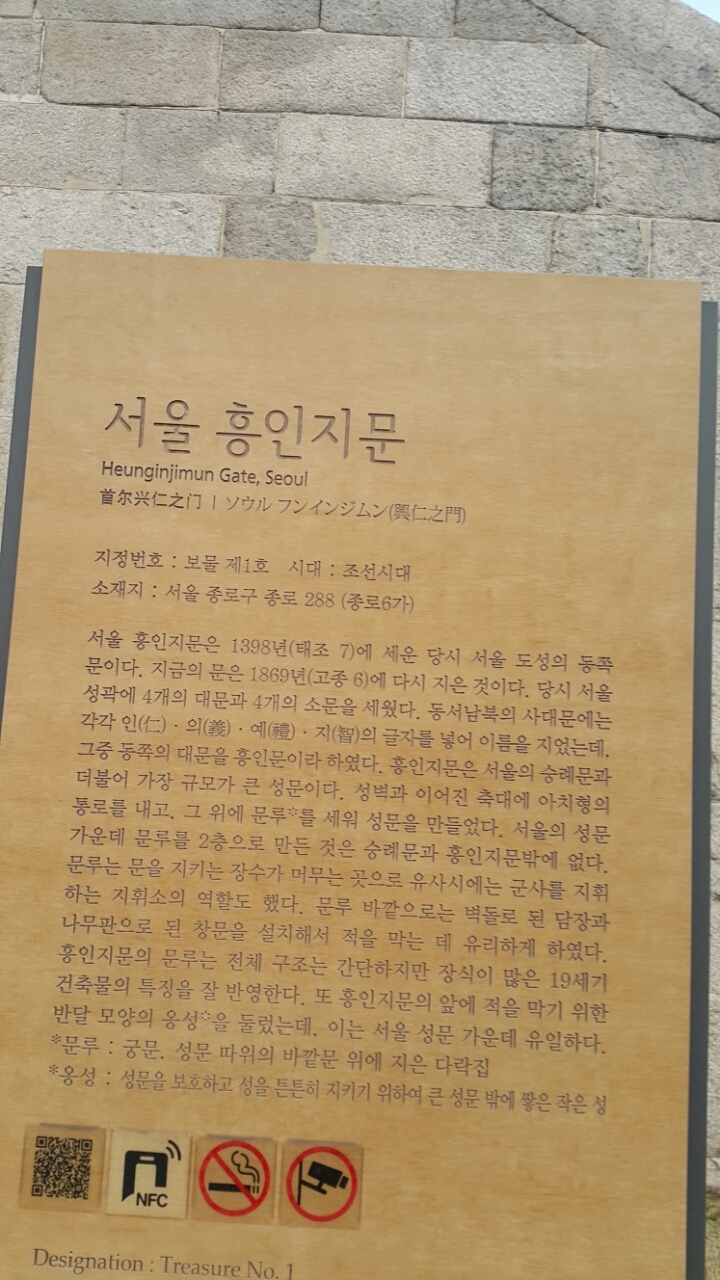 서울 흥인지문
Heunginjimun Gate, Seoul
首尔兴仁之门 | ソウル フンインジムン(興仁之門)
지정번호 : 보물 제1호 시대 : 조선시대
소재지 : 서울 종로구 종로 288 (종로6가)
서울 흥인지문은 1398년(태조 7)에 세운 당시 서울 도성의 동쪽
문이다. 지금의 문은 1869년(고종 6)에 다시 지은 것이다. 당시 서울
성곽에 4개의 대문과 4개의 소문을 세웠다. 동서남북의 사대문에는
각각 인(仁)·의(義)·예(禮)·지(智)의 글자를 넣어 이름을 지었는데,
그중 동쪽의 대문을 흥인문이라 하였다. 흥인지문은 서울의 숭례문과
더불어 가장 규모가 큰 성문이다. 성벽과 이어진 축대에 아치형의
통로를 내고, 그 위에 문루*를 세워 성문을 만들었다. 서울의 성문
가운데 문루를 2층으로 만든 것은 숭례문과 흥인지문밖에 없다.
문루는 문을 지키는 장수가 머무는 곳으로 유사시에는 군사를 지휘
하는 지휘소의 역할도 했다. 문루 바깥으로는 벽돌로 된 담장과
나무판으로 된 창문을 설치해서 적을 막는 데 유리하게 하였다.
흥인지문의 문루는 전체 구조는 간단하지만 장식이 많은 19세기
건축물의 특징을 잘 반영한다. 또 흥인지문의 앞에 적을 막기 위한
반달 모양의 옹성*을 둘렀는데, 이는 서울 성문 가운데 유일하다.
*문루 : 궁문, 성문 따위의 바깥문 위에 지은 다락집
*옹성 : 성문을 보호하고 성을 튼튼히 지키기 위하여 큰 성문 밖에 쌓은 작은 성
NFC
Designation : Treasure No. 1